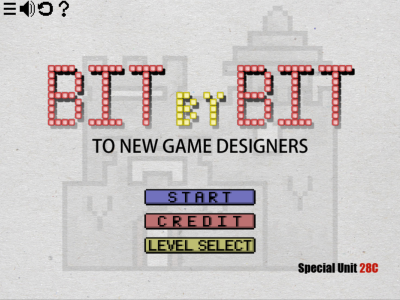 ?
BIT BY BIT
TO NEW GAME DESIGNERS
START
CREDIT
LEVEL SELECT
Special Unit 28C